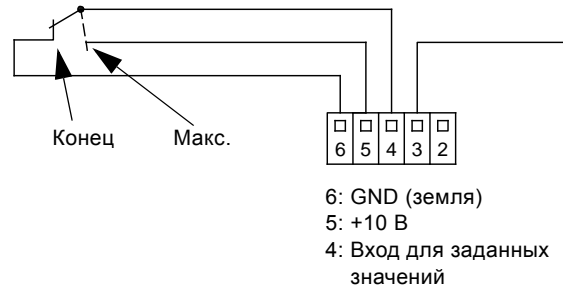 Конец Макс.
6 5 4 3 2
6: GND (земля)
5: +10 В
4: Вход для заданных
значений